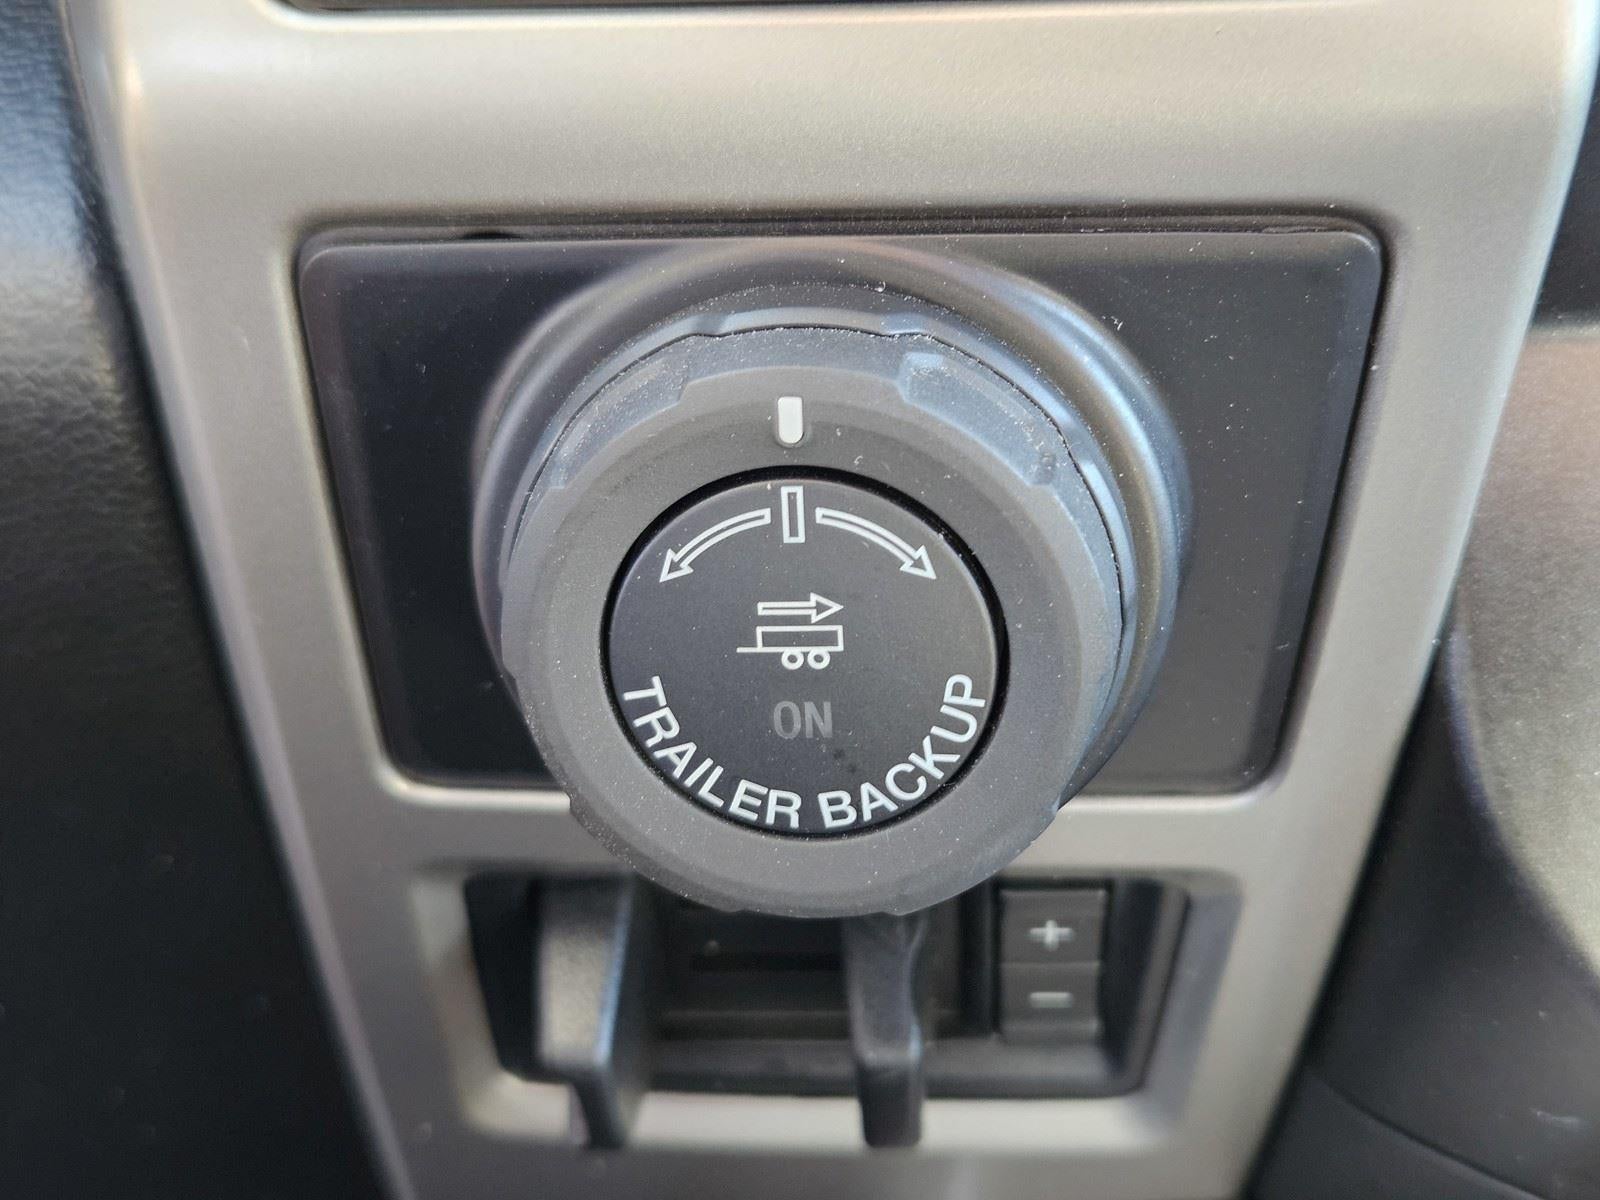 ON
TRAILER BACKUP
+
-